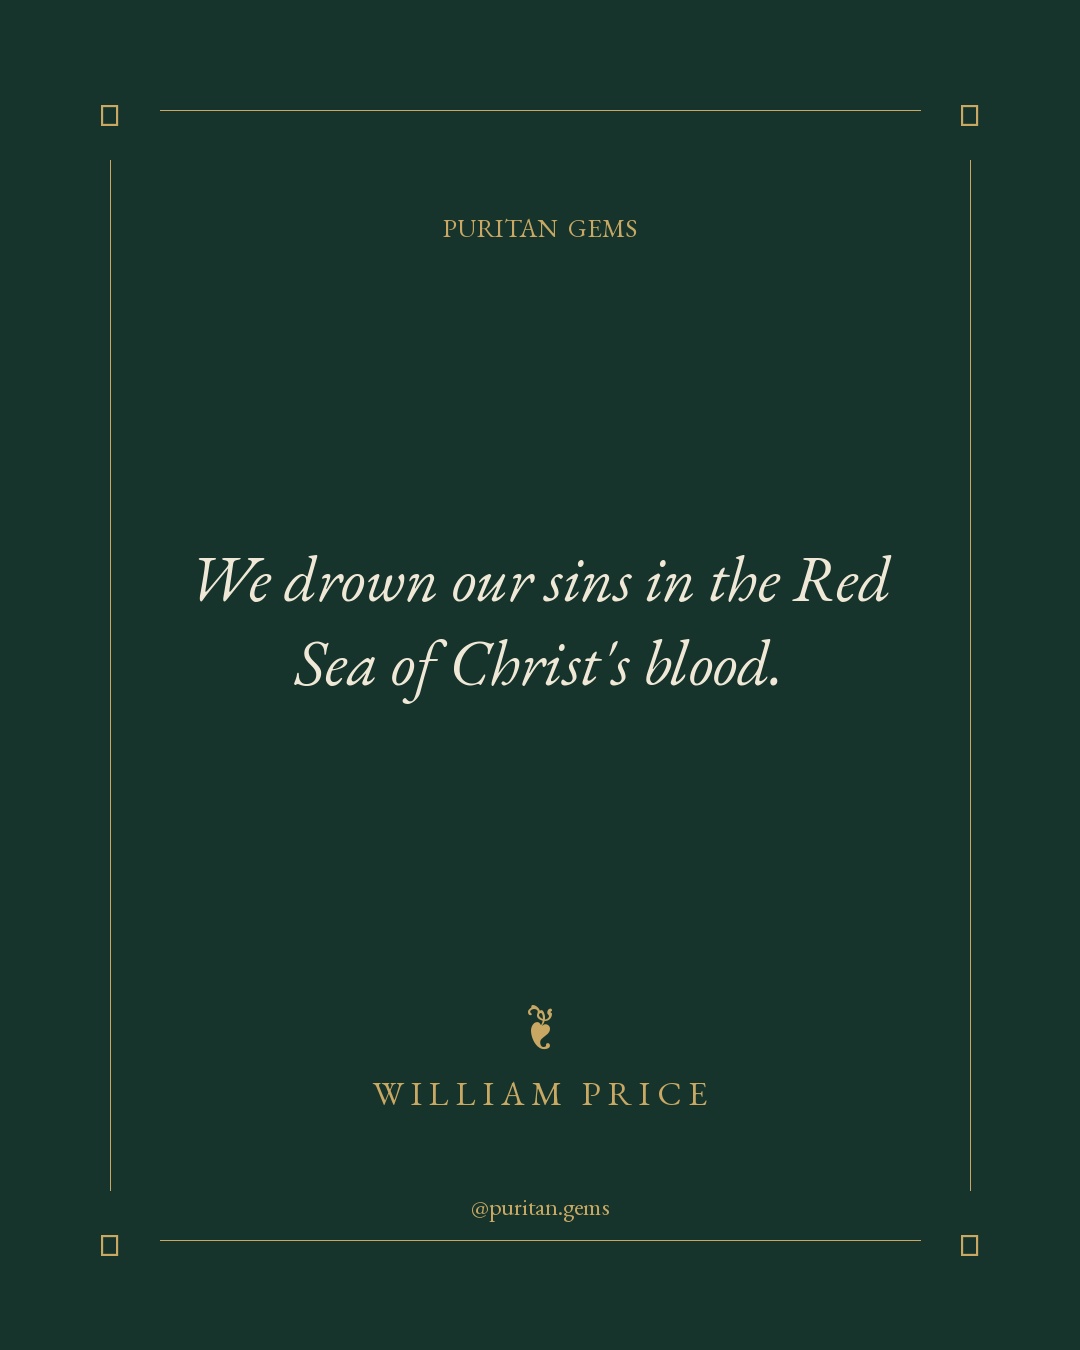 PURITAN GEMS
We drown our sins in the Red
Sea of Christ's blood.
WILLIAM PRICE
@puritan.gems